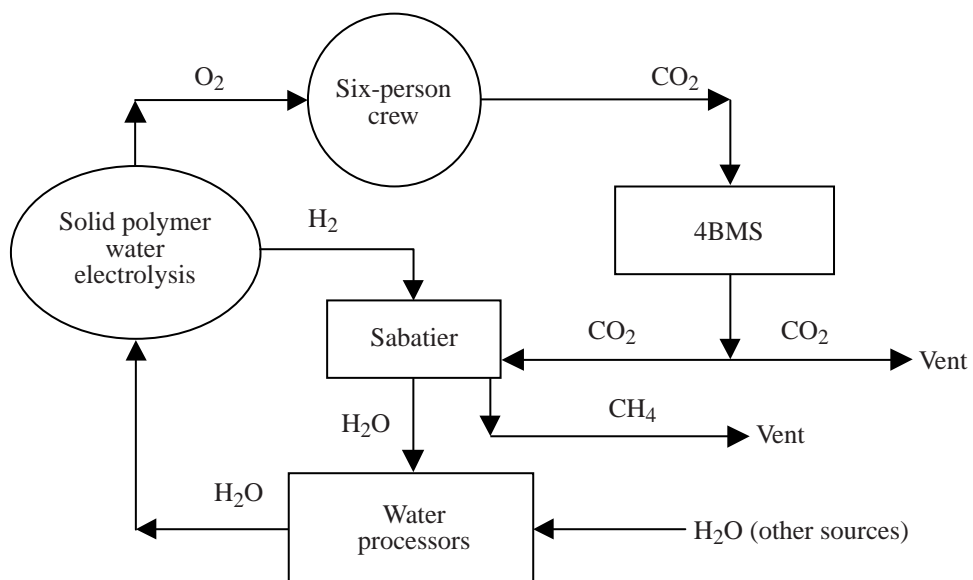 O2
Six-person
crew
CO2
Solid polymer
water
electrolysis
H2
4BMS
Sabatier
CO2
CO2
Vent
H2O
CH4
Vent
H2O
Water
processors
H2O (other sources)